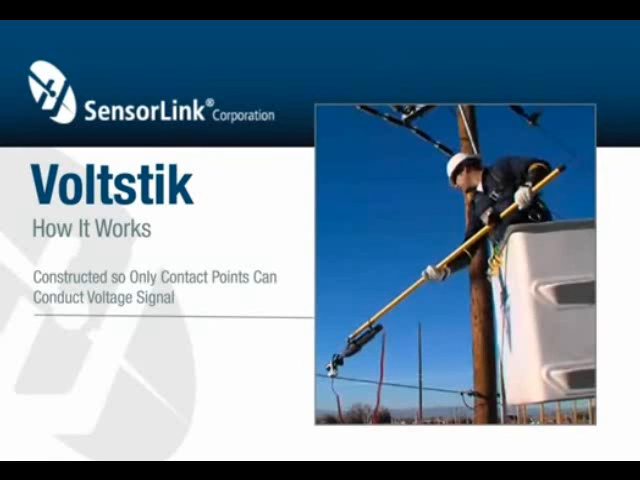 SensorLink® Corporation
Voltstik
How It Works
Constructed so Only Contact Points Can
Conduct Voltage Signal